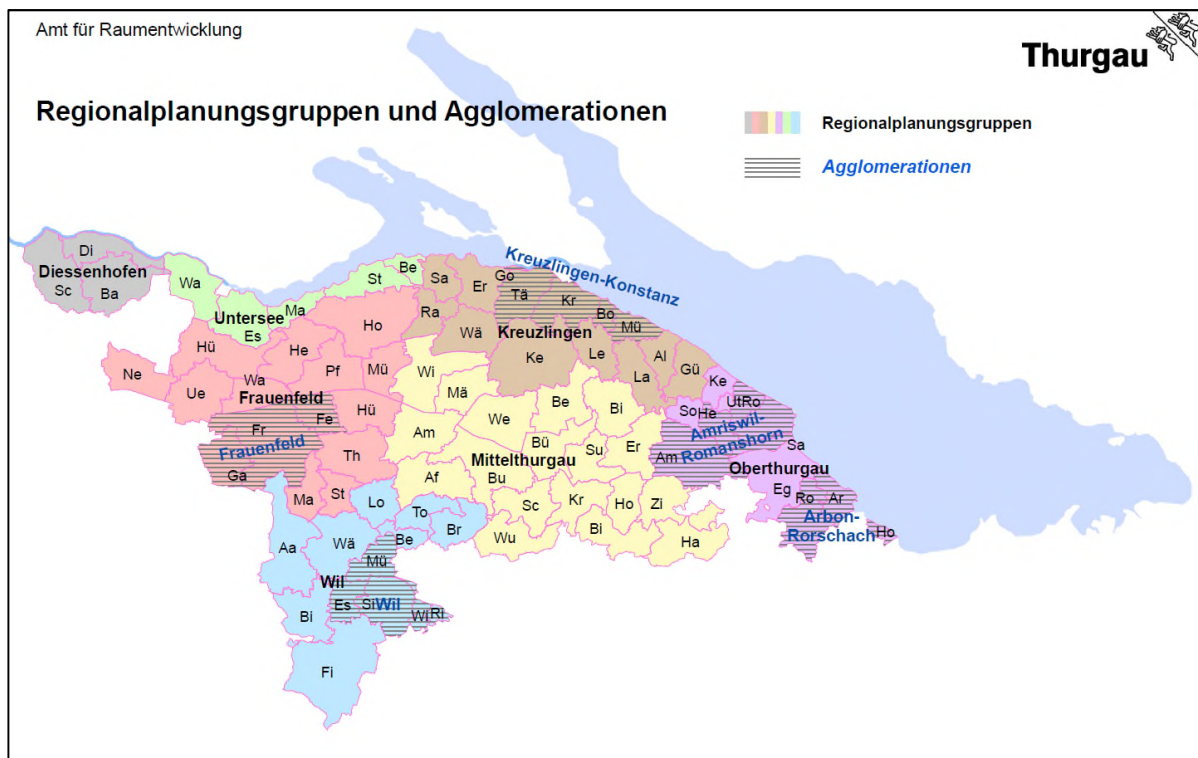 Amt für Raumentwicklung
Thurgau
Regionalplanungsgruppen und Agglomerationen
Regionalplanungsgruppen
Agglomerationen
Di
Diessenhofen
Sc
Ba
Wa
Untersee
Es
Ma
St
Be
Sa
Er
Go
Kreuzlingen-Konstanz
Tä
Kr
Bo
Mü
Ra
Wä
Kreuzlingen
Ke
Le
La
Al
Gü
Ho
Hü
He
Pf
Mü
Ne
Ue
Wa
Frauenfeld
Fe
Hü
Fr
Frauenfeld
Ga
Th
Ma
St
Wi
Mä
We
Be
Bi
Am
Bü
Su
Er
Mittelthurgau
Af
Bu
Sc
Kr
Ho
Zi
Wu
Bi
Ha
Ke
So
He
Ut
Ro
Amriswil-
Romanshorn
Am
Sa
Oberthurgau
Eg
Ro
Ar
Arbon-
Rorschach
Ho
Lo
To
Br
Be
Aa
Wä
Mü
Wil
Es
Si
Wil
Wi
Ri
Bi
Fi